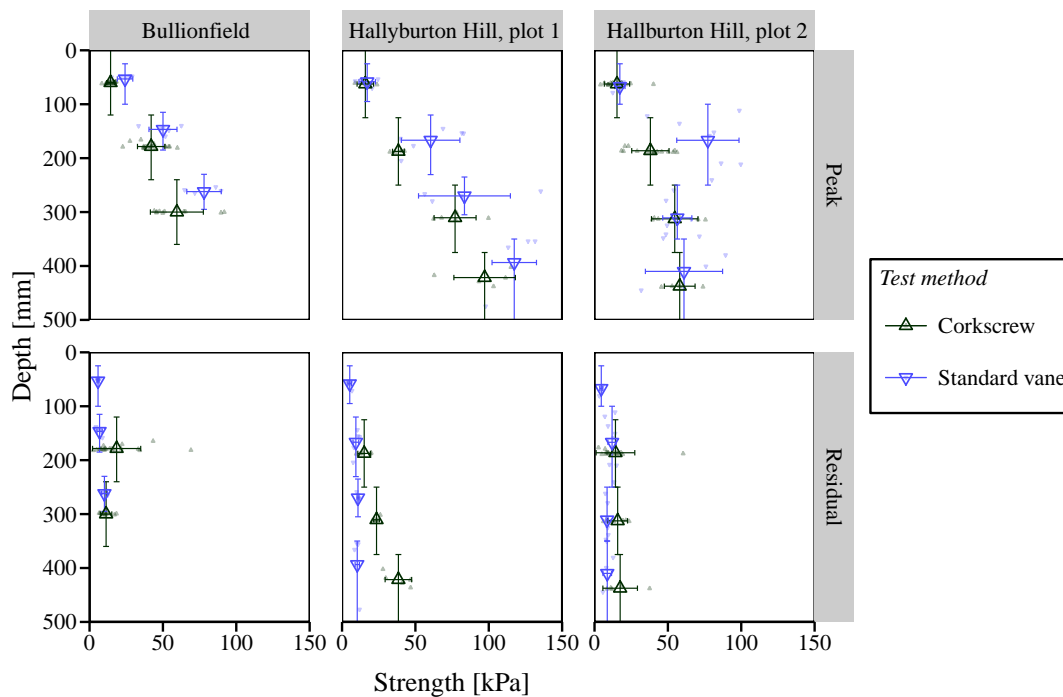 Bullionfield
Hallyburton Hill, plot 1
Hallburton Hill, plot 2
0
100
200
300
400
500
Peak
0
100
200
300
400
500
Residual
Depth [mm]
0 50 100 150
0 50 100 150
0 50 100 150
Strength [kPa]
Test method
Corkscrew
Standard vane